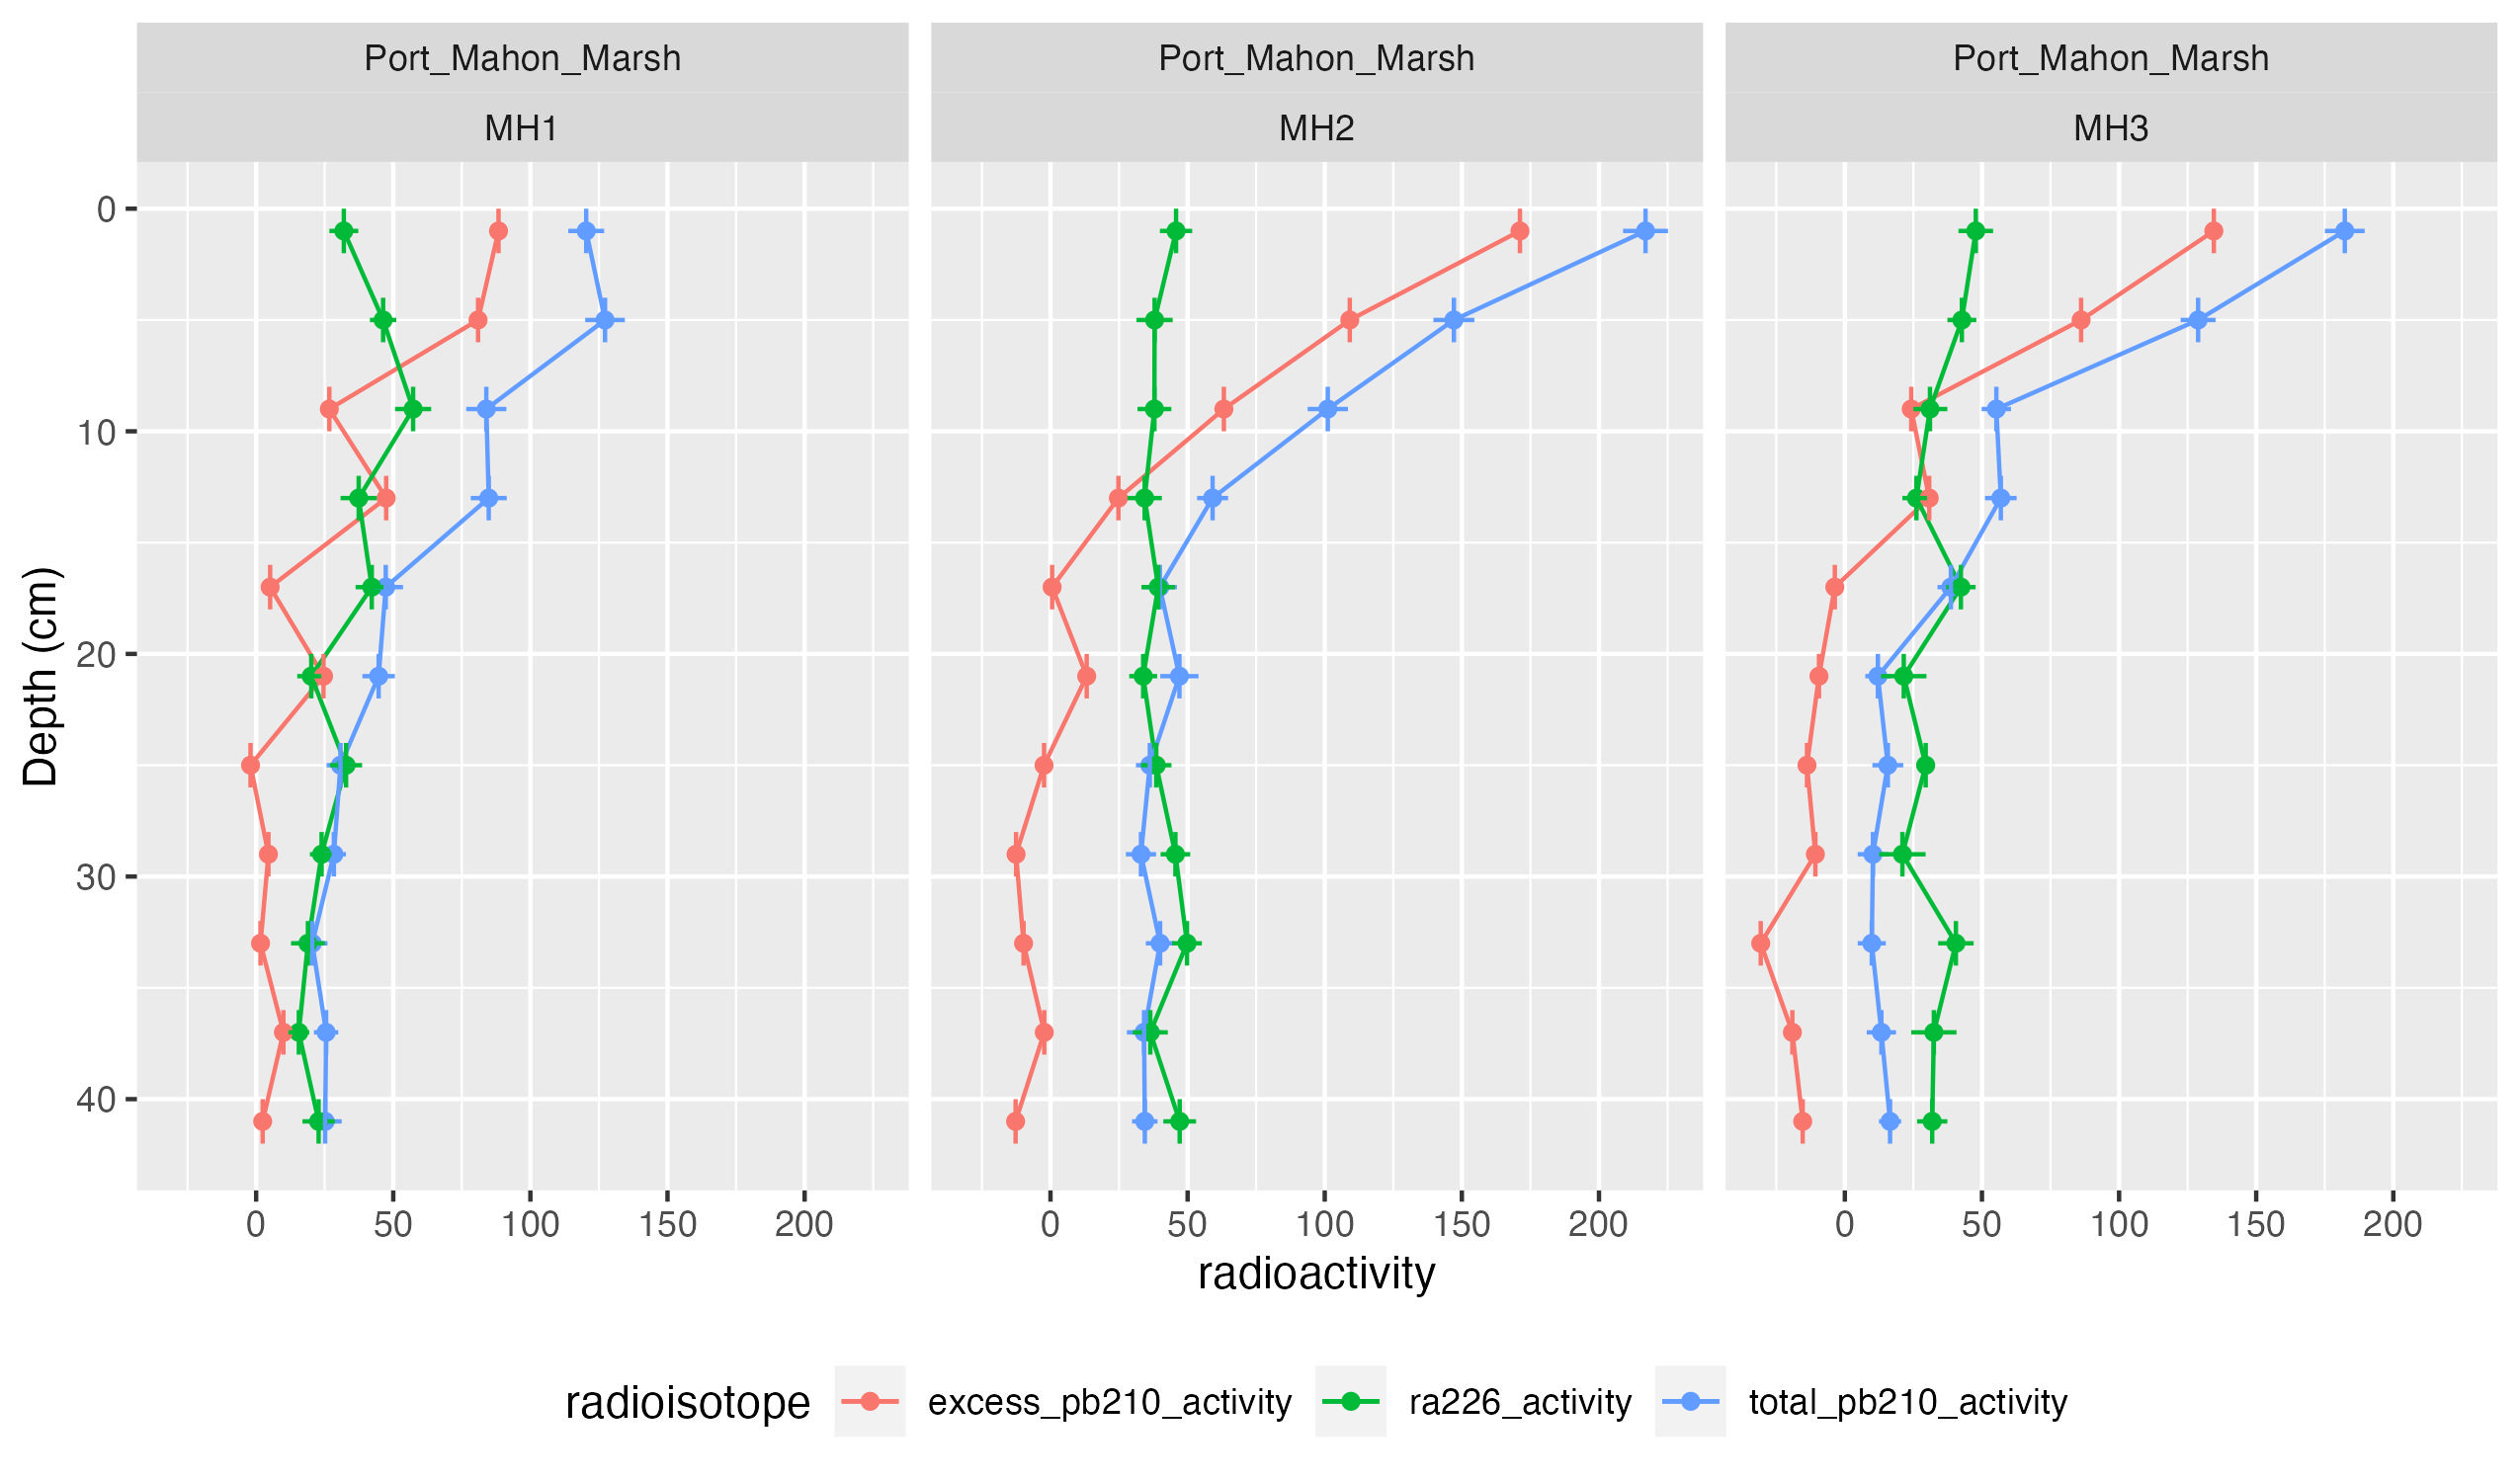 Port_Mahon_Marsh Port_Mahon_Marsh Port_Mahon_Marsh
MH1 MH2 MH3
0
10
20
30
40
Depth (cm)
0 50 100 150 200 0 50 100 150 200 0 50 100 150 200
radioactivity
radioisotope excess_pb210_activity ra226_activity total_pb210_activity